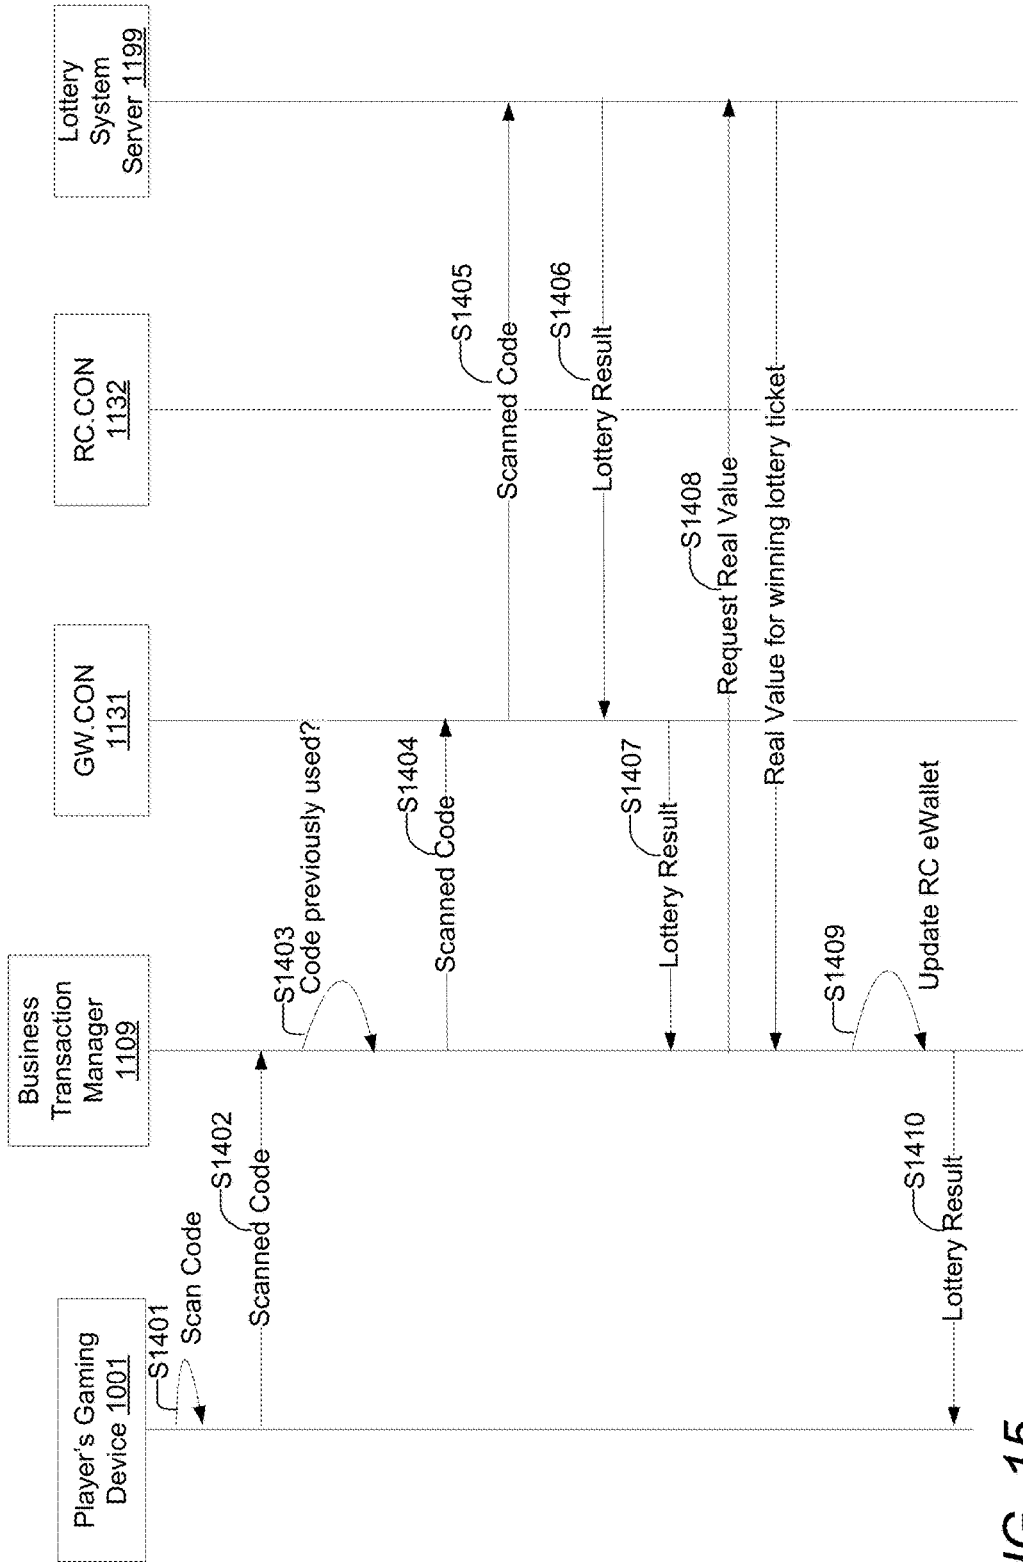 Player's Gaming
Device 1001
Business
Transaction
Manager
1109
GW.CON
1131
RC.CON
1132
Lottery
System
Server 1199
S1401
Scan Code
S1402
Scanned Code
S1403
Code previously used?
S1404
Scanned Code
S1405
Scanned Code
S1406
Lottery Result
S1407
Lottery Result
S1408
Request Real Value
Real Value for winning lottery ticket
S1409
Update RC eWallet
S1410
Lottery Result